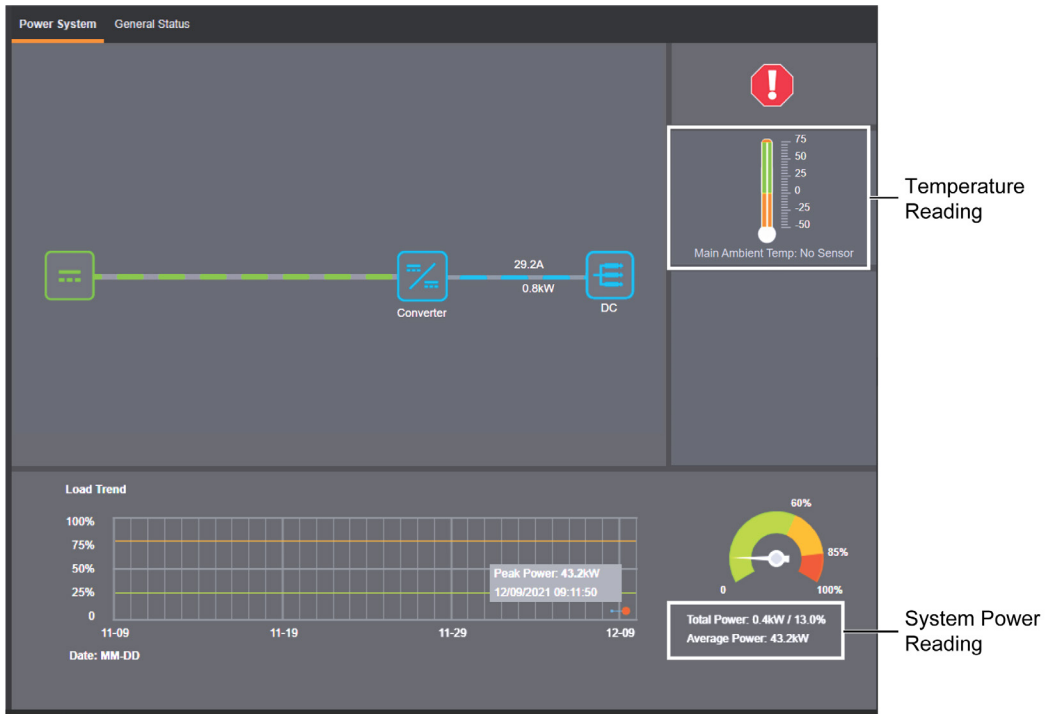 Power System
General Status
75
50
25
0
-25
-50
Main Ambient Temp: No Sensor
Temperature
Reading
29.2A
0.8kW
Converter
DC
Load Trend
100%
75%
50%
25%
0
Peak Power: 43.2kW
12/09/2021 09:11:50
11-09
11-19
11-29
12-09
Date: MM-DD
60%
85%
0
100%
Total Power: 0.4kW / 13.0%
Average Power: 43.2kW
System Power
Reading